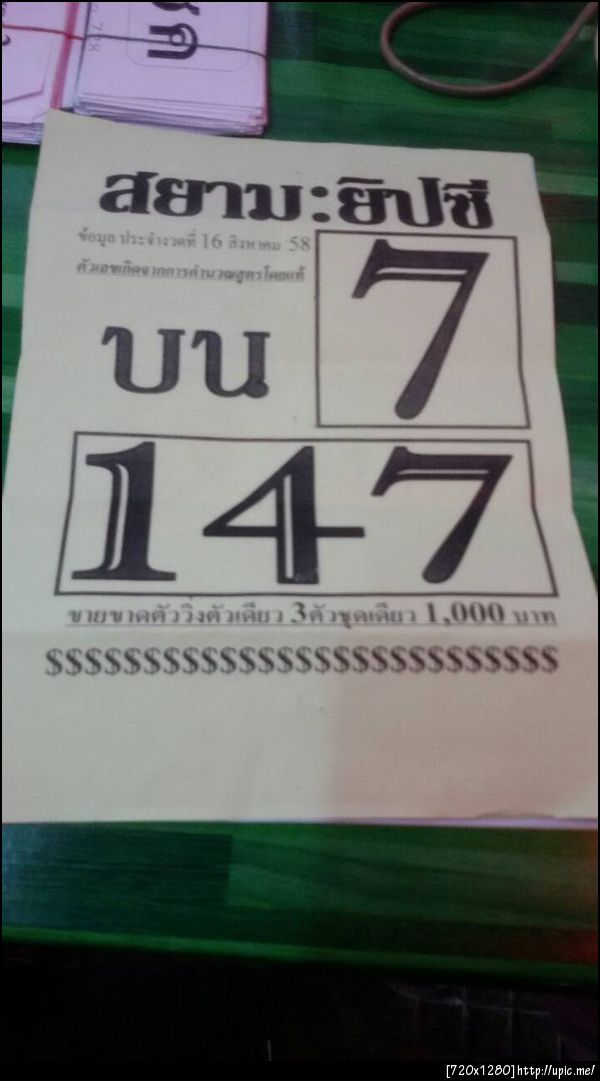 ชค
สยาม:ยิปซี
ข้อมูล ประจำงวดที่ 16 สิงหาคม 58
ตัวเลขเกิดจากการคำนวณสูตรโดยแท้
บน
7
147
ขายขาดตัววิ่งตัวเดียว 3ตัวชุดเดียว 1,000 บาท
$$$$$$$$$$$$$$$$$$$$$$$$$$$$
[720x1280]http://upic.me/